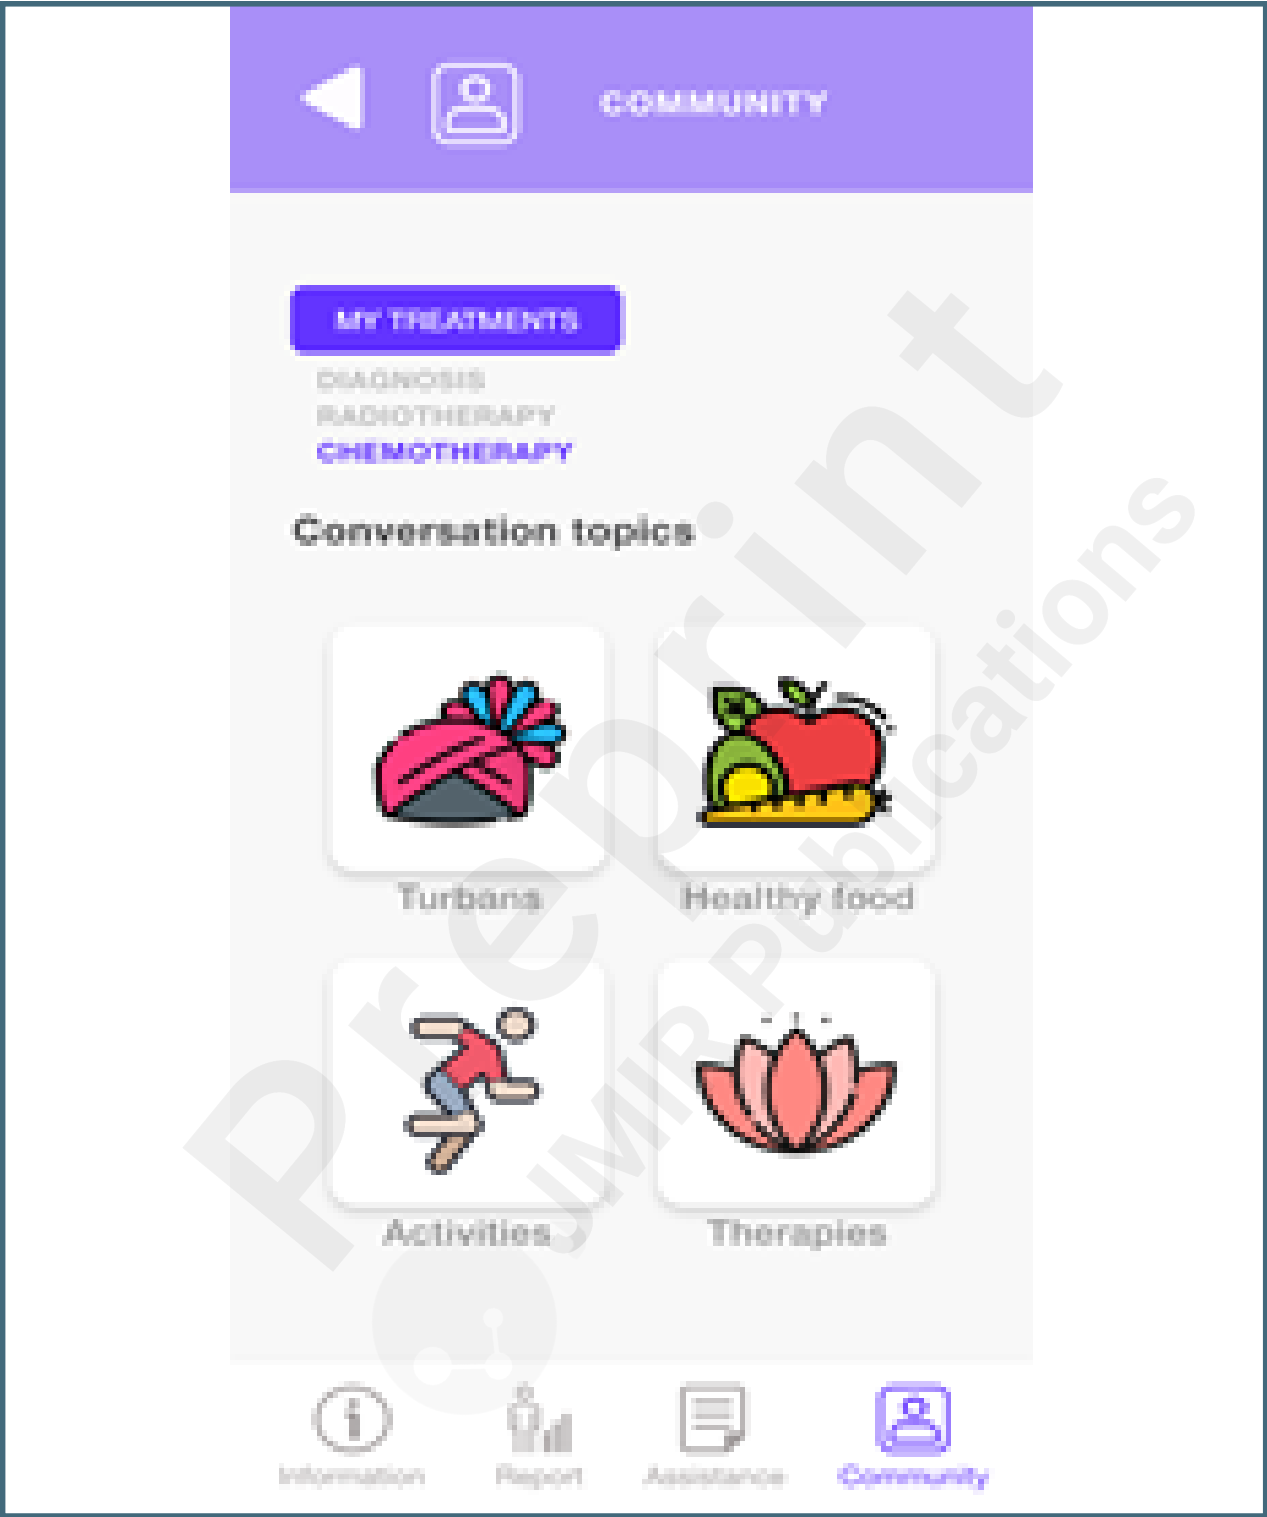 COMMUNITY
MY TREATMENTS
DIAGNOSIS
RADIOTHERAPY
CHEMOTHERAPY
Conversation topics
Turbans Healthy food
Activities Therapies
Information Report Assistance Community
Preprint
JMIR Publications